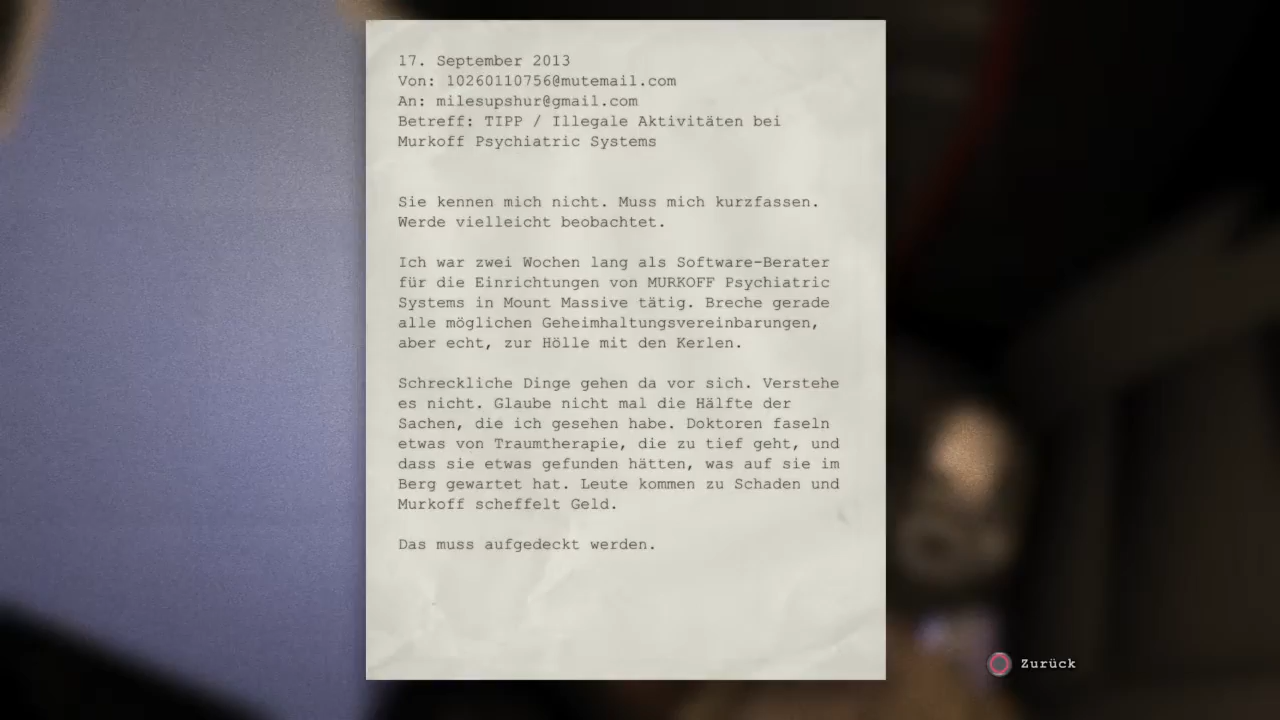 17. September 2013
Von: 10260110756@mutemail.com
An: milesupshur@gmail.com
Betreff: TIPP / Illegale Aktivitäten bei
Murkoff Psychiatric Systems
Sie kennen mich nicht. Muss mich kurzfassen.
Werde vielleicht beobachtet.
Ich war zwei Wochen lang als Software-Berater
für die Einrichtungen von MURKOFF Psychiatric
Systems in Mount Massive tätig. Breche gerade
alle möglichen Geheimhaltungsvereinbarungen,
aber echt, zur Hölle mit den Kerlen.
Schreckliche Dinge gehen da vor sich. Verstehe
es nicht. Glaube nicht mal die Hälfte der
Sachen, die ich gesehen habe. Doktoren faseln
etwas von Traumtherapie, die zu tief geht, und
dass sie etwas gefunden hätten, was auf sie im
Berg gewartet hat. Leute kommen zu Schaden und
Murkoff scheffelt Geld.
Das muss aufgedeckt werden.
Zurück